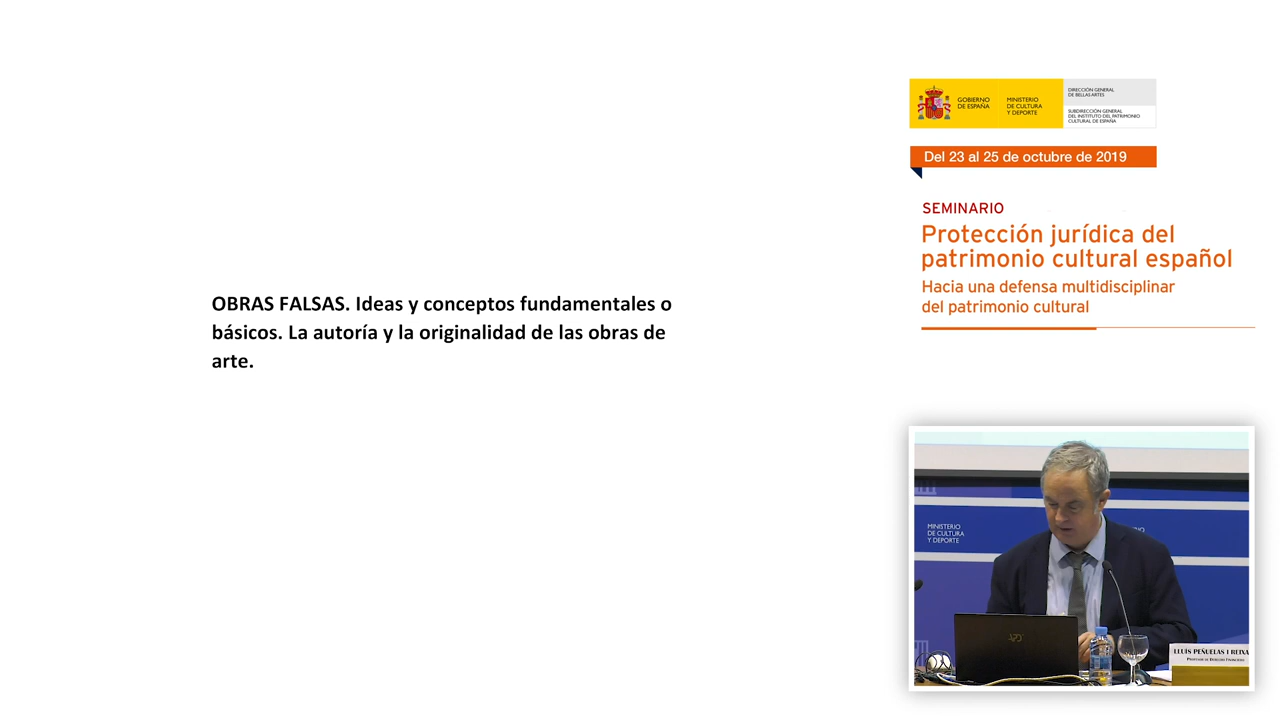 OBRAS FALSAS. Ideas y conceptos fundamentales o
básicos. La autoría y la originalidad de las obras de
arte.
GOBIERNO
DE ESPAÑA
MINISTERIO
DE CULTURA
Y DEPORTE
DIRECCIÓN GENERAL
DE BELLAS ARTES
SUBDIRECCIÓN GENERAL
DEL INSTITUTO DEL PATRIMONIO
CULTURAL DE ESPAÑA
Del 23 al 25 de octubre de 2019
SEMINARIO
Protección jurídica del
patrimonio cultural español
Hacia una defensa multidisciplinar
del patrimonio cultural
MINISTERIO
DE CULTURA
Y DEPORTE
LLUÍS PEÑUELAS I REIXA